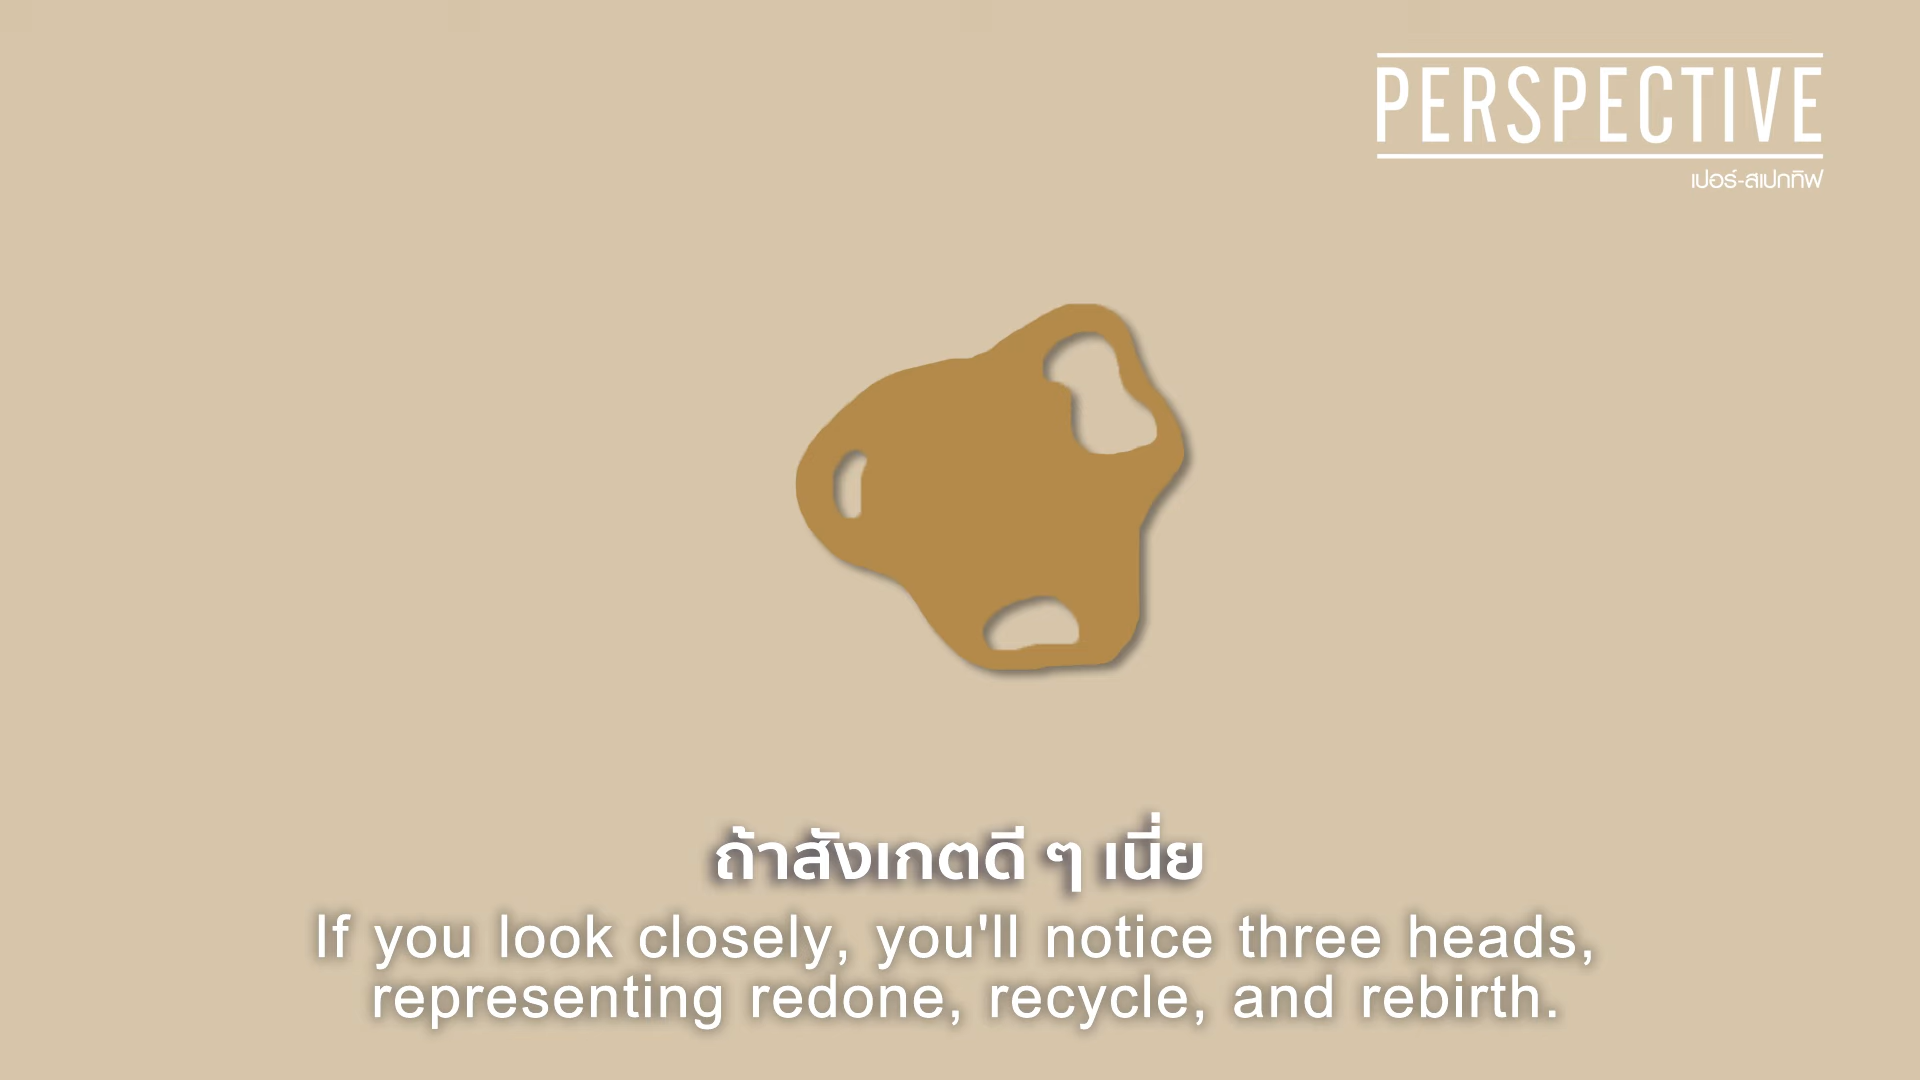 PERSPECTIVE
เปอร์-สเปกทิฟ
ถ้าสังเกตดี ๆ เนี่ย
If you look closely, you'll notice three heads,
representing redone, recycle, and rebirth.